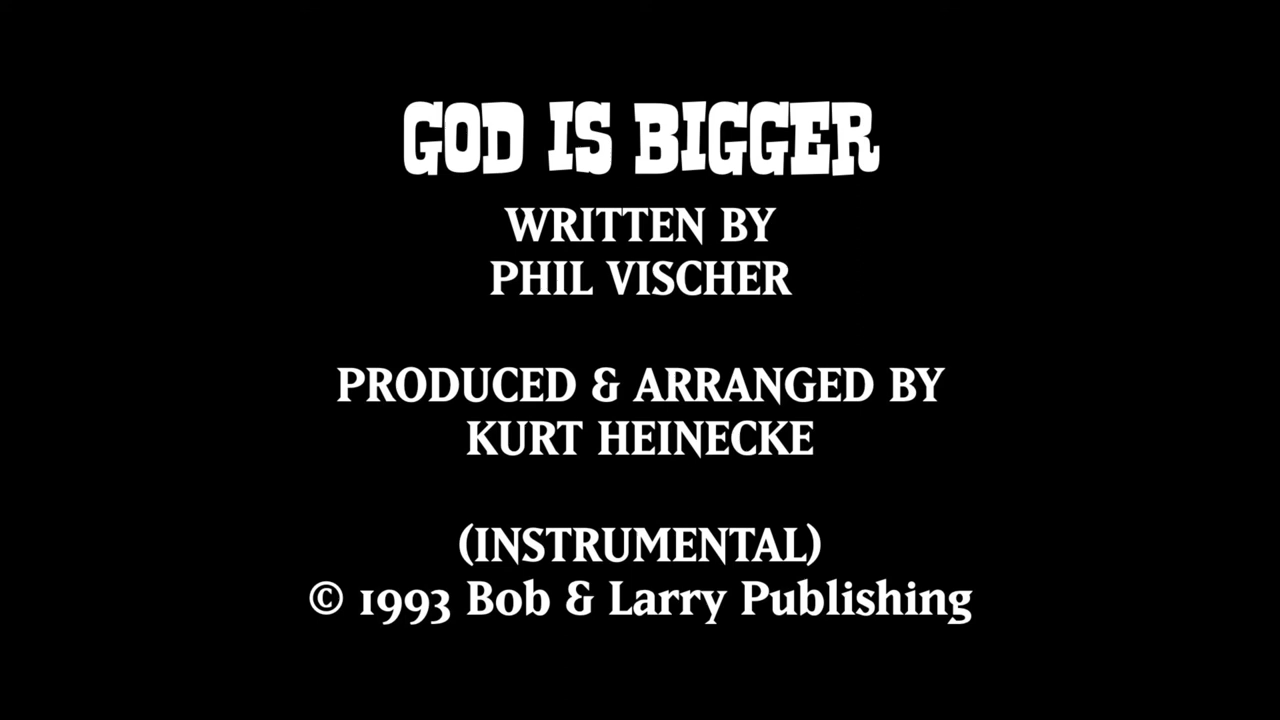 GOD IS BIGGER
WRITTEN BY
PHIL VISCHER
PRODUCED & ARRANGED BY
KURT HEINECKE
(INSTRUMENTAL)
© 1993 Bob & Larry Publishing